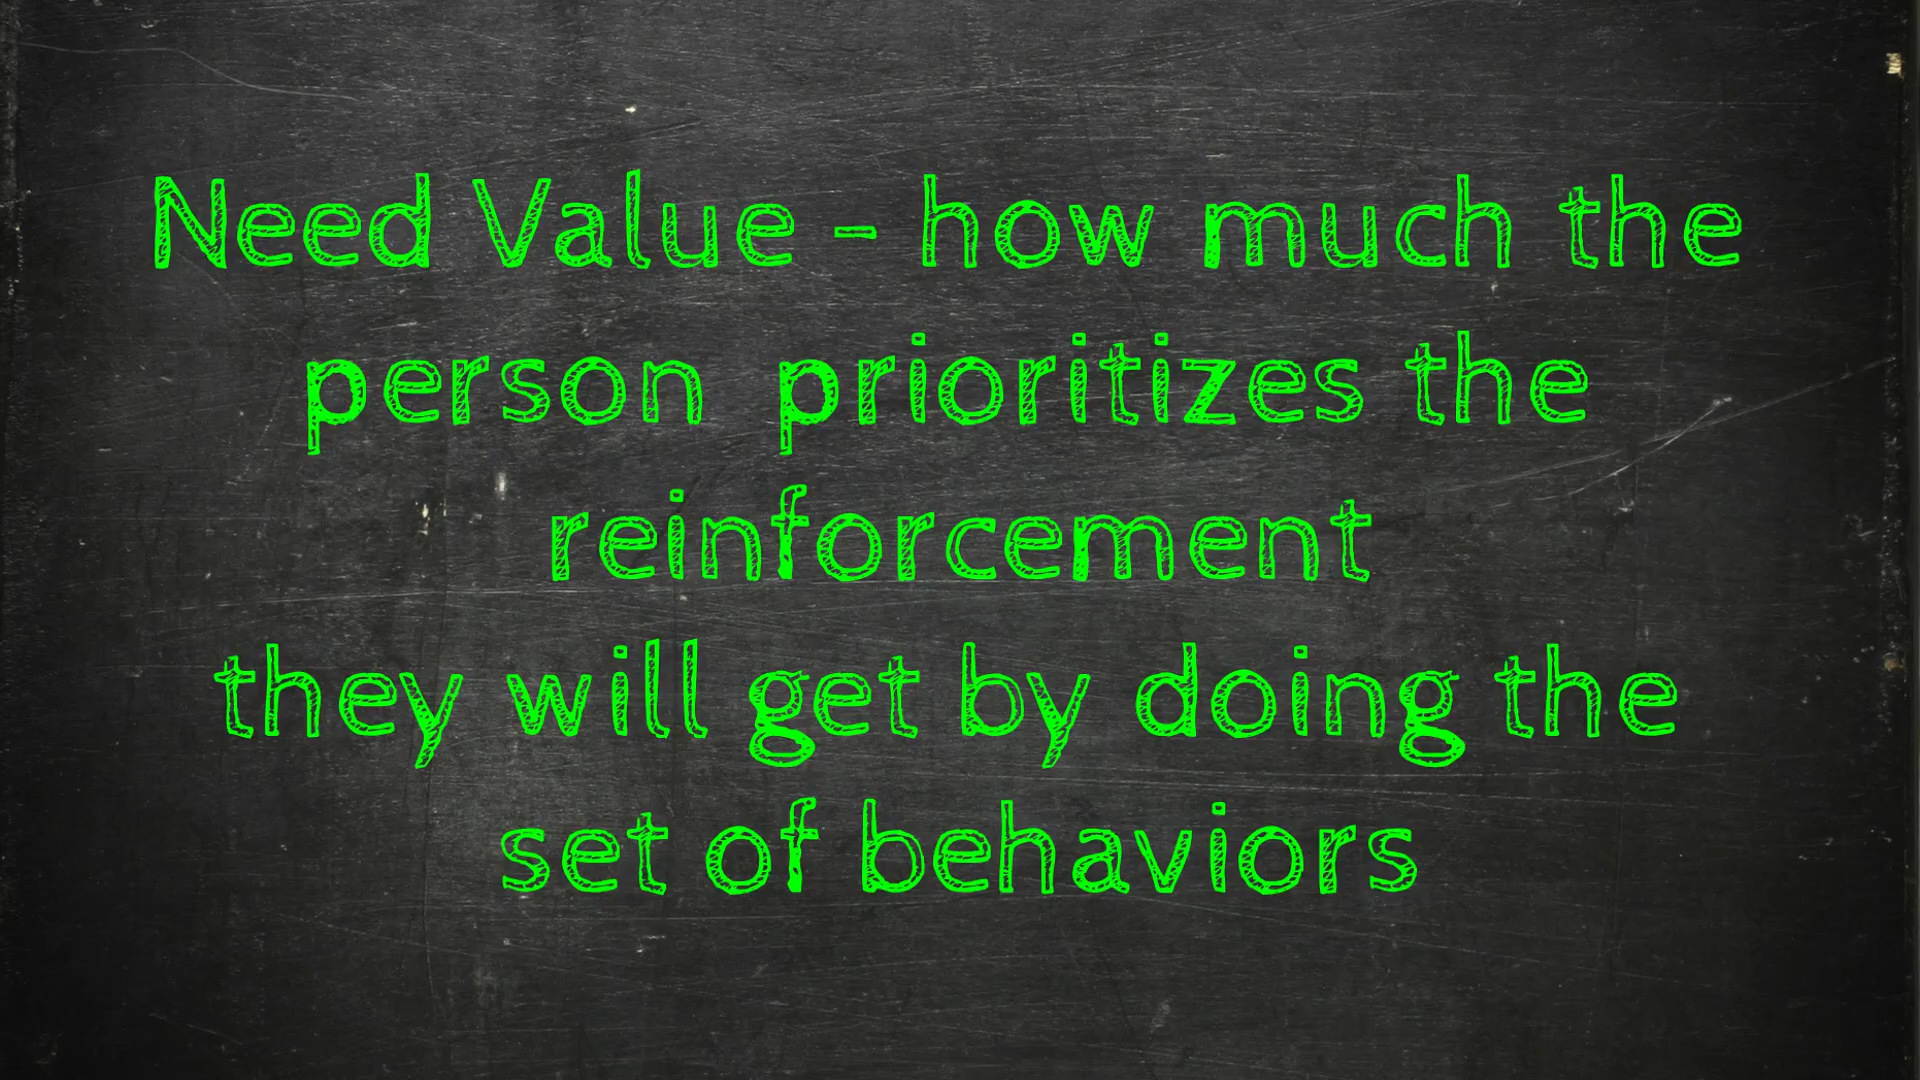 Need Value - how much the
person prioritizes the
reinforcement
they will get by doing the
set of behaviors